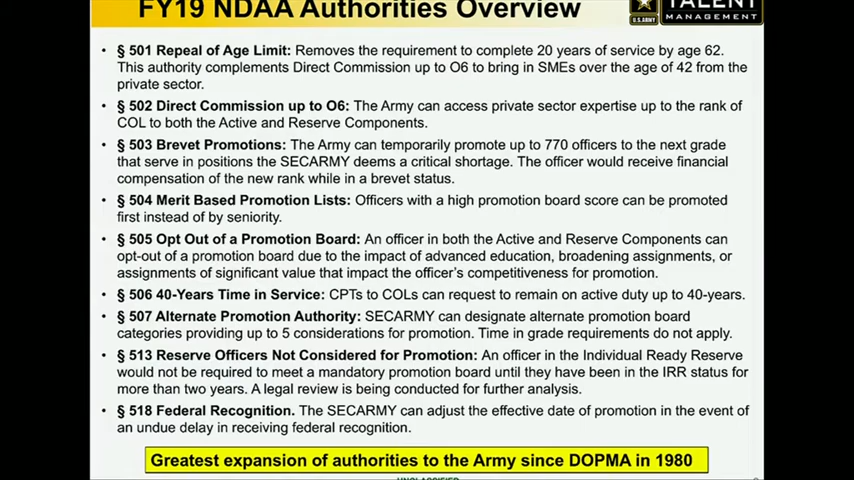 FY19 NDAA Authorities Overview
U.S.ARMY
TALENT
MANAGEMENT
• § 501 Repeal of Age Limit: Removes the requirement to complete 20 years of service by age 62.
This authority complements Direct Commission up to O6 to bring in SMEs over the age of 42 from the
private sector.
• § 502 Direct Commission up to O6: The Army can access private sector expertise up to the rank of
COL to both the Active and Reserve Components.
• § 503 Brevet Promotions: The Army can temporarily promote up to 770 officers to the next grade
that serve in positions the SECARMY deems a critical shortage. The officer would receive financial
compensation of the new rank while in a brevet status.
• § 504 Merit Based Promotion Lists: Officers with a high promotion board score can be promoted
first instead of by seniority.
• § 505 Opt Out of a Promotion Board: An officer in both the Active and Reserve Components can
opt-out of a promotion board due to the impact of advanced education, broadening assignments, or
assignments of significant value that impact the officer's competitiveness for promotion.
• § 506 40-Years Time in Service: CPTs to COLs can request to remain on active duty up to 40-years.
• § 507 Alternate Promotion Authority: SECARMY can designate alternate promotion board
categories providing up to 5 considerations for promotion. Time in grade requirements do not apply.
• § 513 Reserve Officers Not Considered for Promotion: An officer in the Individual Ready Reserve
would not be required to meet a mandatory promotion board until they have been in the IRR status for
more than two years. A legal review is being conducted for further analysis.
• § 518 Federal Recognition. The SECARMY can adjust the effective date of promotion in the event of
an undue delay in receiving federal recognition.
Greatest expansion of authorities to the Army since DOPMA in 1980
UNCLASSIFIED